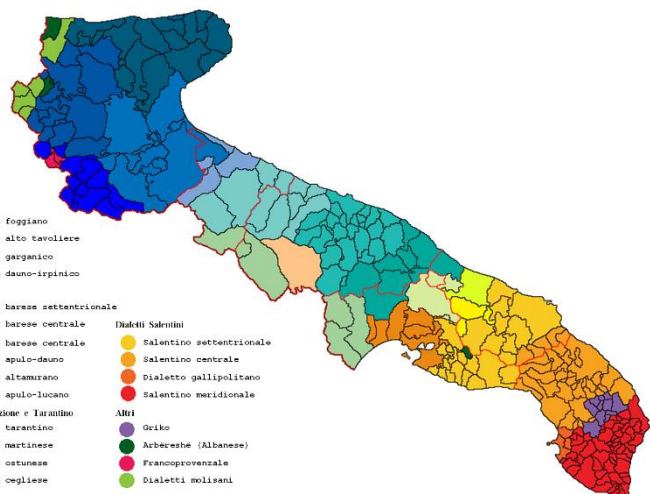 foggiano
alto tavoliere
garganico
dauno-irpinico
barese settentrionale
barese centrale
barese centrale
apulo-dauno
altamurano
apulo-lucano
zione e Tarantino
tarantino
martinese
ostunese
cegliese
Dialetti Salentini
Salentino settentrionale
Salentino centrale
Dialetto gallipolitano
Salentino meridionale
Altri
Griko
Arbëreshë (Albanese)
Francoprovenzale
Dialetti molisani